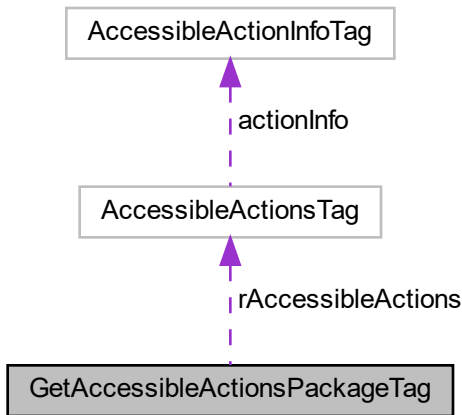 AccessibleActionInfoTag
actionInfo
AccessibleActionsTag
rAccessibleActions
GetAccessibleActionsPackageTag